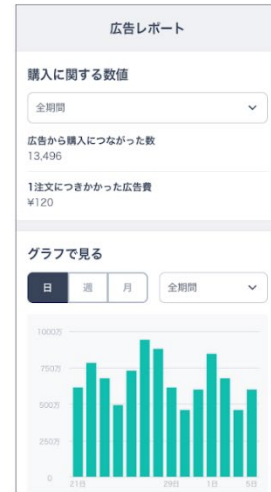 広告レポート
購入に関する数値
全期間
広告から購入につながった数
13,496
1注文につきかかった広告費
¥120
グラフで見る
日 週 月 全期間
1000万
750万
500万
250万
0
21日 29日 1日 5日